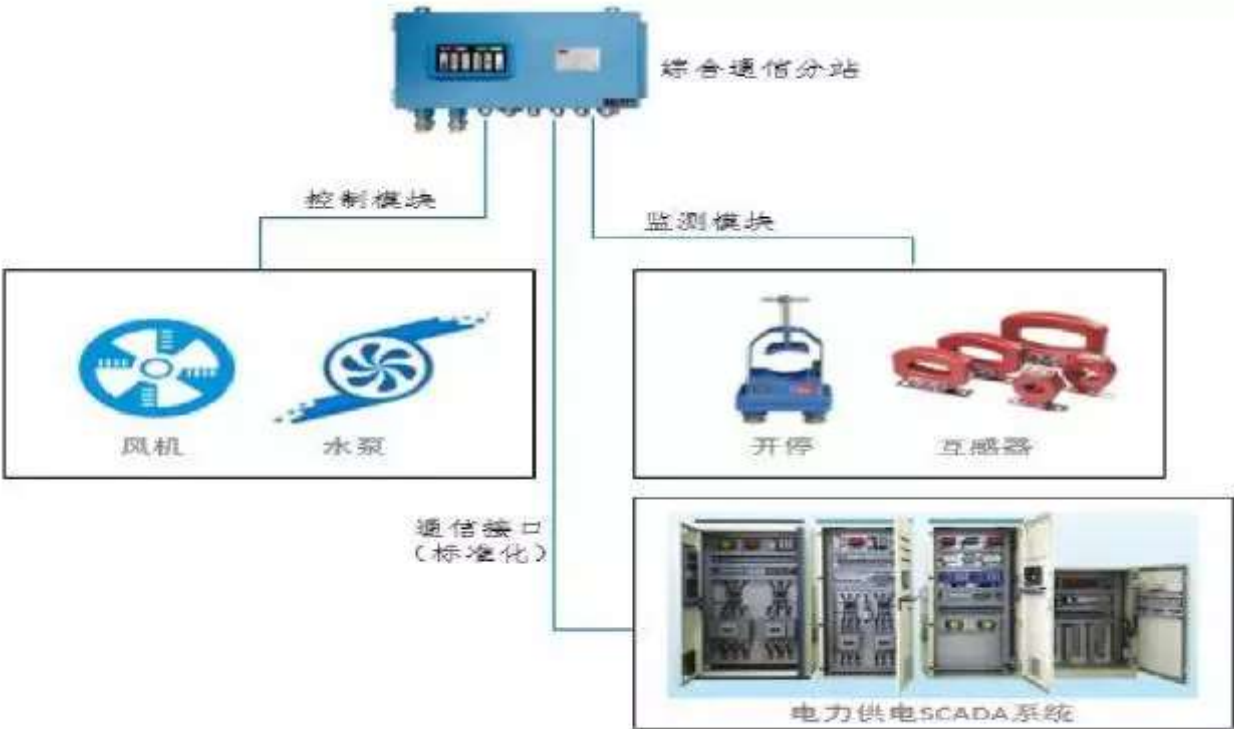 综合通信分站
控制模块
监测模块
风机
水泵
开停
互感器
通信接口
(标准化)
电力供电SCADA系统